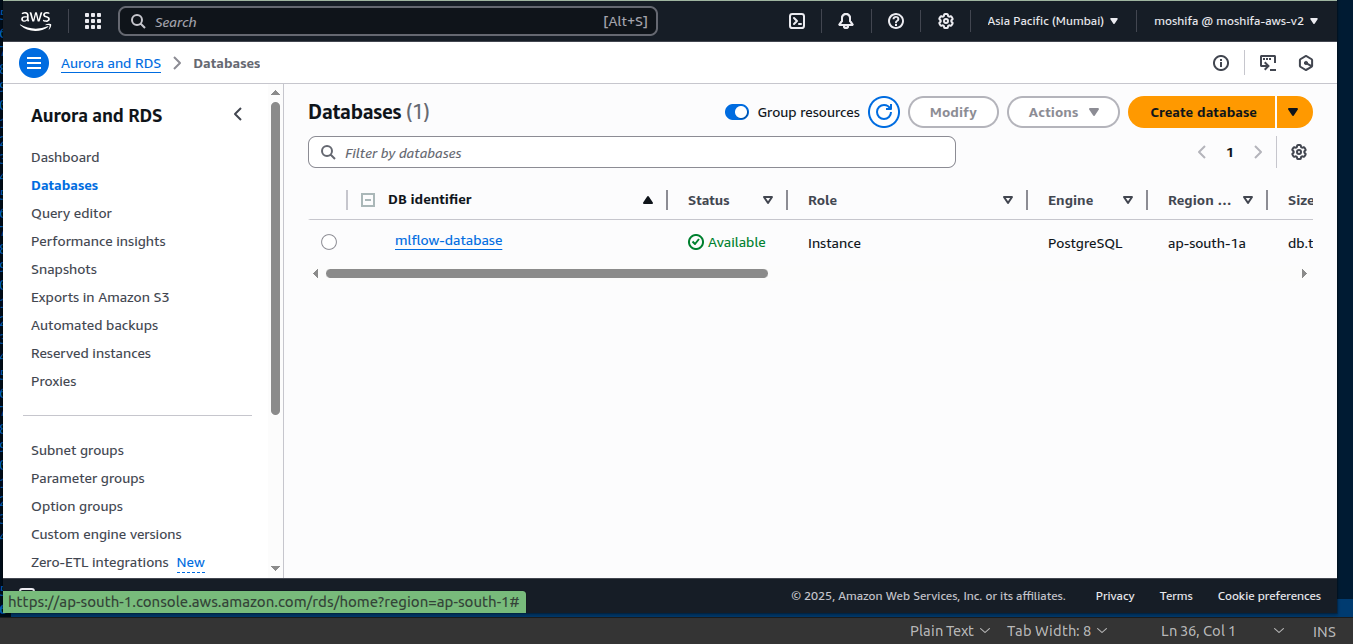 aws Search [Alt+S] Asia Pacific (Mumbai) moshifa @ moshifa-aws-v2
Aurora and RDS Databases
Aurora and RDS
Dashboard
Databases
Query editor
Performance insights
Snapshots
Exports in Amazon S3
Automated backups
Reserved instances
Proxies
Subnet groups
Parameter groups
Option groups
Custom engine versions
Zero-ETL integrations New
Databases (1) Group resources Modify Actions Create database
Filter by databases 1
DB identifier Status Role Engine Region ... Size
mlflow-database Available Instance PostgreSQL ap-south-1a db.t
© 2025, Amazon Web Services, Inc. or its affiliates. Privacy Terms Cookie preferences
https://ap-south-1.console.aws.amazon.com/rds/home?region=ap-south-1#
Plain Text Tab Width: 8 Ln 36, Col 1 INS